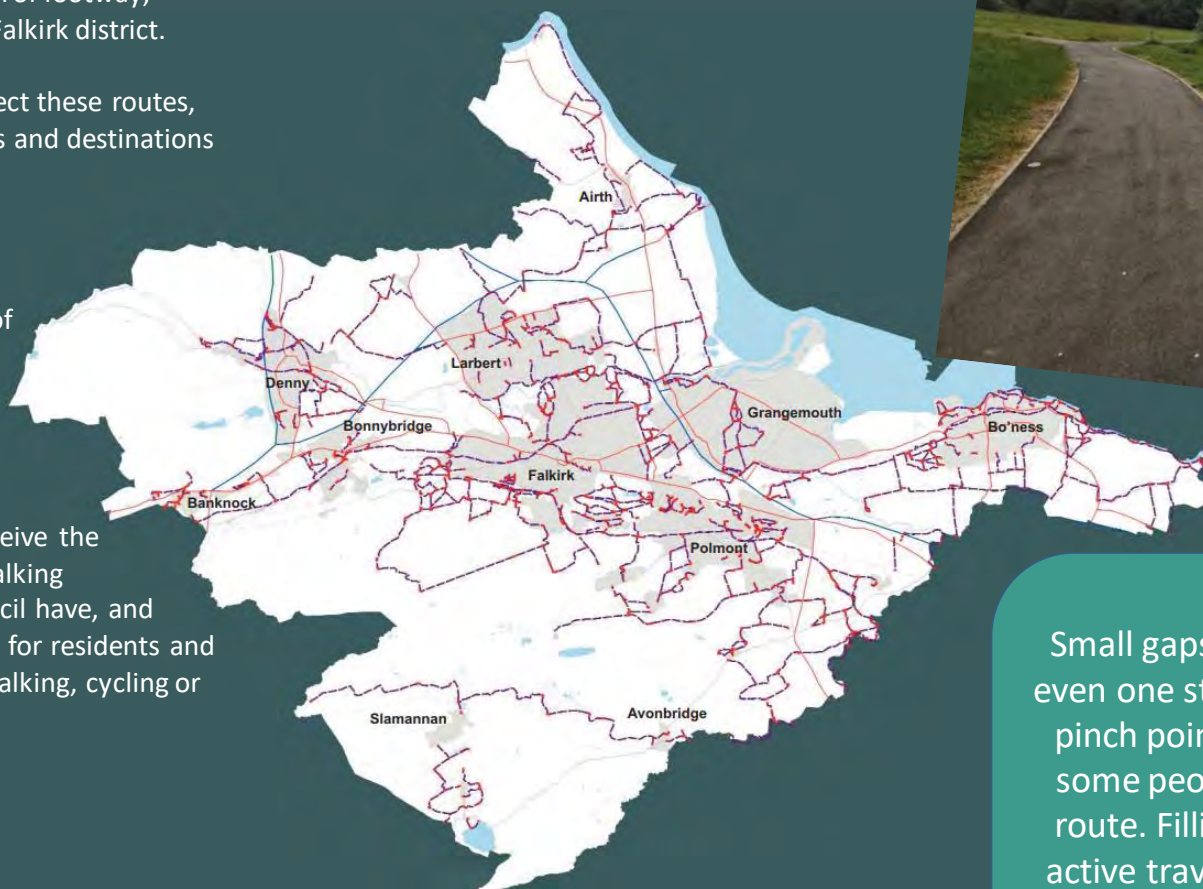 of footway,
Falkirk district.
ect these routes,
s and destinations
of
eive the
alking
cil have, and
for residents and
alking, cycling or
Airth
Larbert
Denny
Bonnybridge
Grangemouth
Bo'ness
Falkirk
Banknock
Polmont
Slamannan
Avonbridge
Small gaps
even one st
pinch poin
some peo
route. Filli
active trav